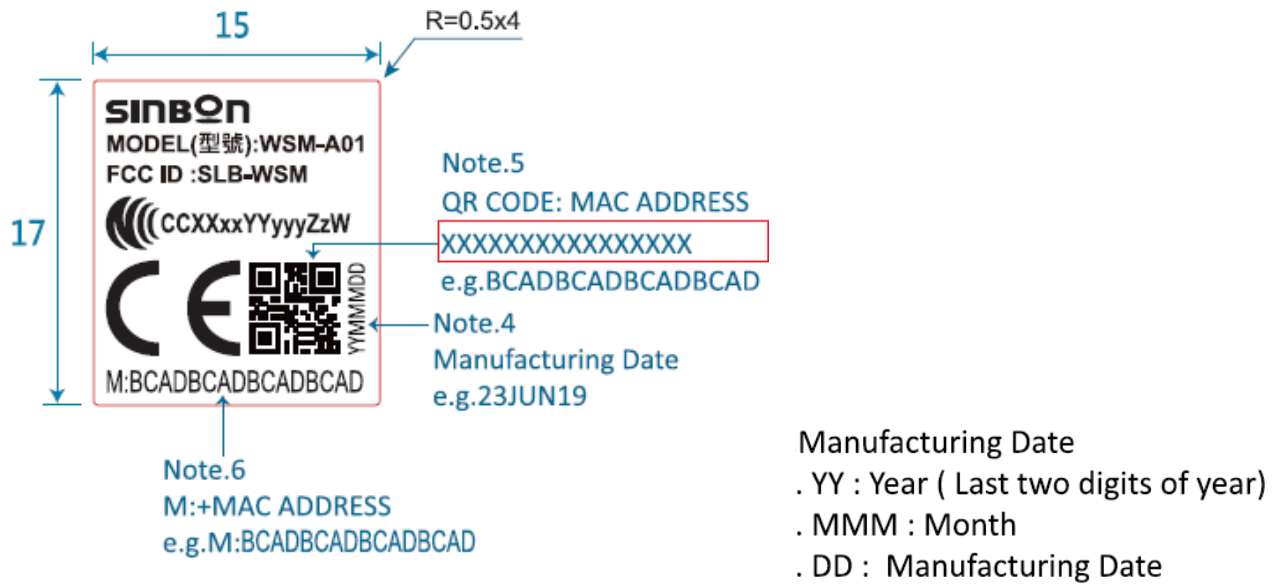 15
R=0.5x4
17
SINBON
MODEL(型號):WSM-A01
FCC ID :SLB-WSM
CCXXxxYYyyyZzW
CE
YYMMMDD
M:BCADBCADBCADBCAD
Note.5
QR CODE: MAC ADDRESS
XXXXXXXXXXXXXXXX
e.g.BCADBCADBCADBCAD
Note.4
Manufacturing Date
e.g.23JUN19
Note.6
M:+MAC ADDRESS
e.g.M:BCADBCADBCADBCAD
Manufacturing Date
. YY : Year ( Last two digits of year)
. MMM : Month
. DD : Manufacturing Date